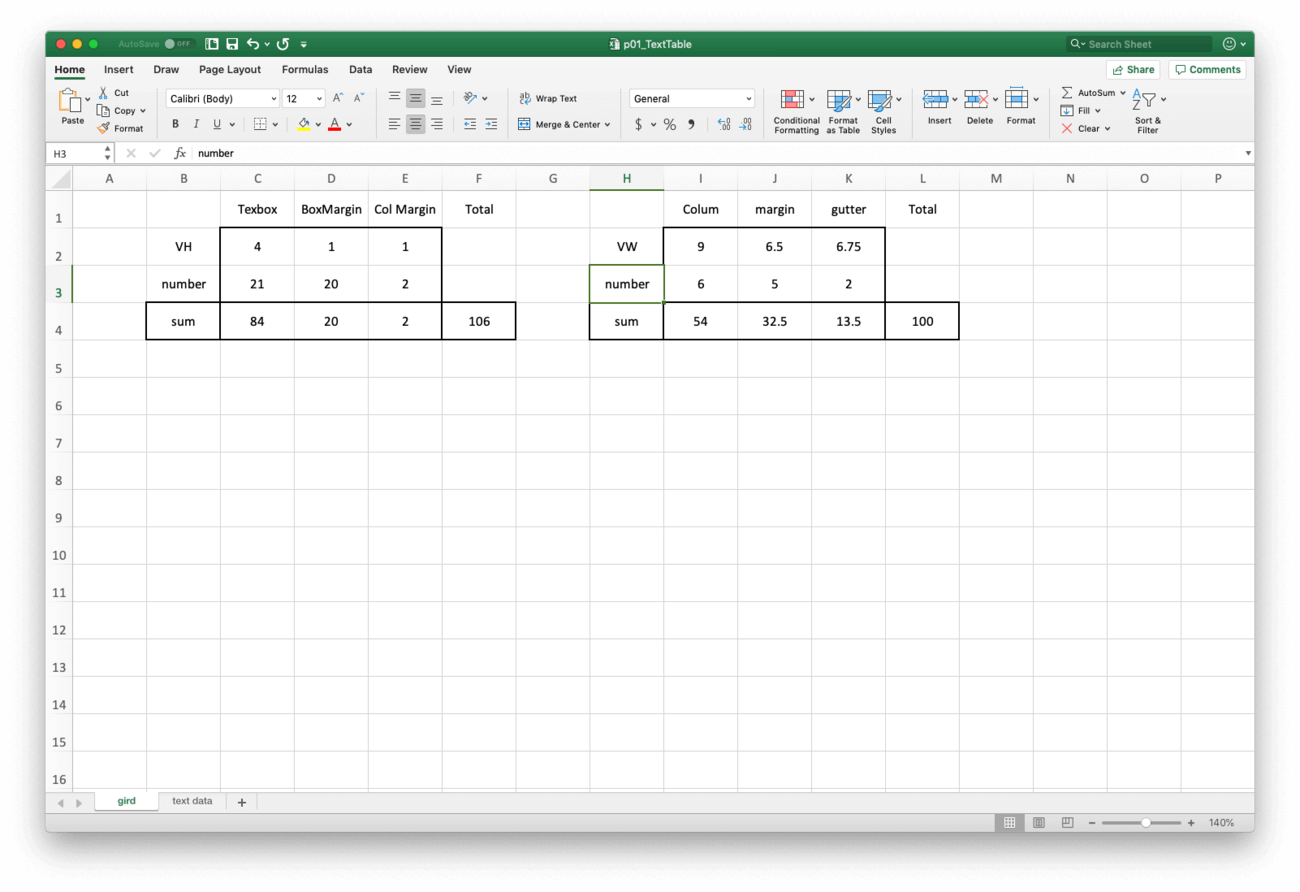 AutoSave OFF p01_TextTable Search Sheet
Home Insert Draw Page Layout Formulas Data Review View Share Comments
Paste Cut Copy Format
Calibri (Body) 12 A A
B I U A
Wrap Text
Merge & Center
General
$ % 9 .00 .00
Conditional Formatting
Format as Table
Cell Styles
Insert Delete Format
AutoSum
Fill
Clear
Sort & Filter
H3 fx number
A B C D E F G H I J K L M N O P
1 Texbox BoxMargin Col Margin Total Colum margin gutter Total
2 VH 4 1 1 VW 9 6.5 6.75
3 number 21 20 2 number 6 5 2
4 sum 84 20 2 106 sum 54 32.5 13.5 100
5
6
7
8
9
10
11
12
13
14
15
16
gird text data +
140%